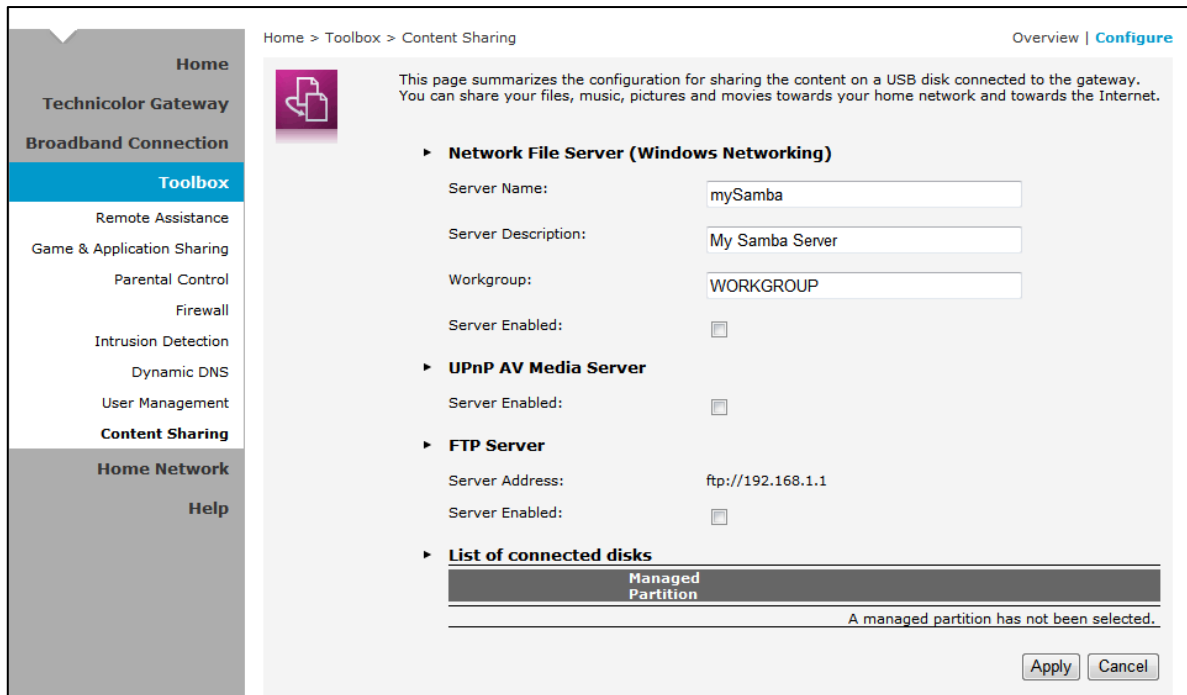 Home > Toolbox > Content Sharing
Overview | Configure
Home
Technicolor Gateway
Broadband Connection
Toolbox
Remote Assistance
Game & Application Sharing
Parental Control
Firewall
Intrusion Detection
Dynamic DNS
User Management
Content Sharing
Home Network
Help
This page summarizes the configuration for sharing the content on a USB disk connected to the gateway.
You can share your files, music, pictures and movies towards your home network and towards the Internet.
Network File Server (Windows Networking)
Server Name: mySamba
Server Description: My Samba Server
Workgroup: WORKGROUP
Server Enabled:
UPnP AV Media Server
Server Enabled:
FTP Server
Server Address: ftp://192.168.1.1
Server Enabled:
List of connected disks
Managed
Partition
A managed partition has not been selected.
Apply Cancel